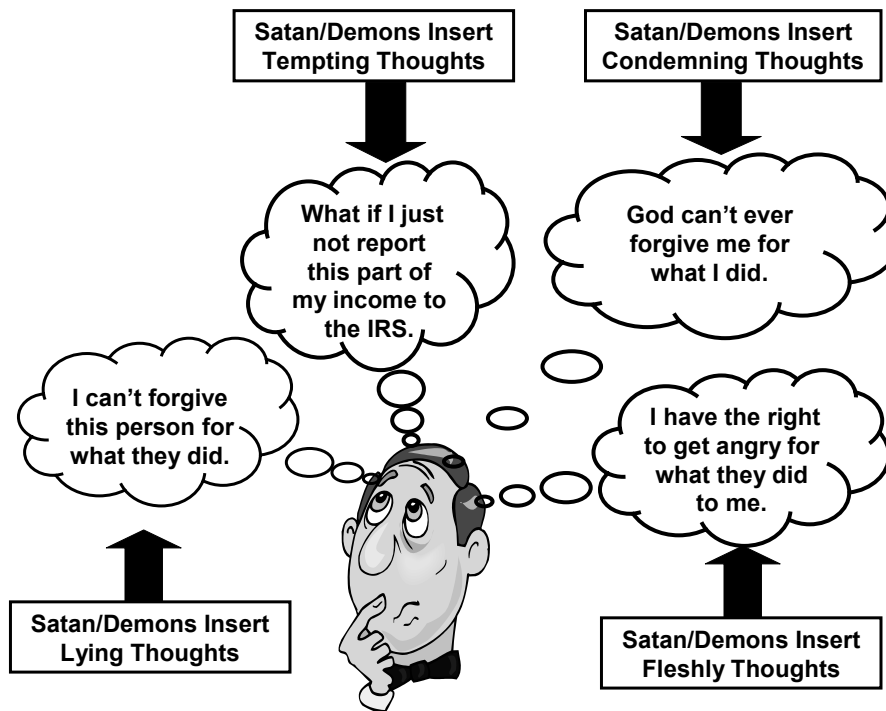 Satan/Demons Insert
Tempting Thoughts
Satan/Demons Insert
Condemning Thoughts
What if I just
not report
this part of
my income to
the IRS.
God can’t ever
forgive me for
what I did.
I can’t forgive
this person for
what they did.
I have the right
to get angry for
what they did
to me.
Satan/Demons Insert
Lying Thoughts
Satan/Demons Insert
Fleshly Thoughts